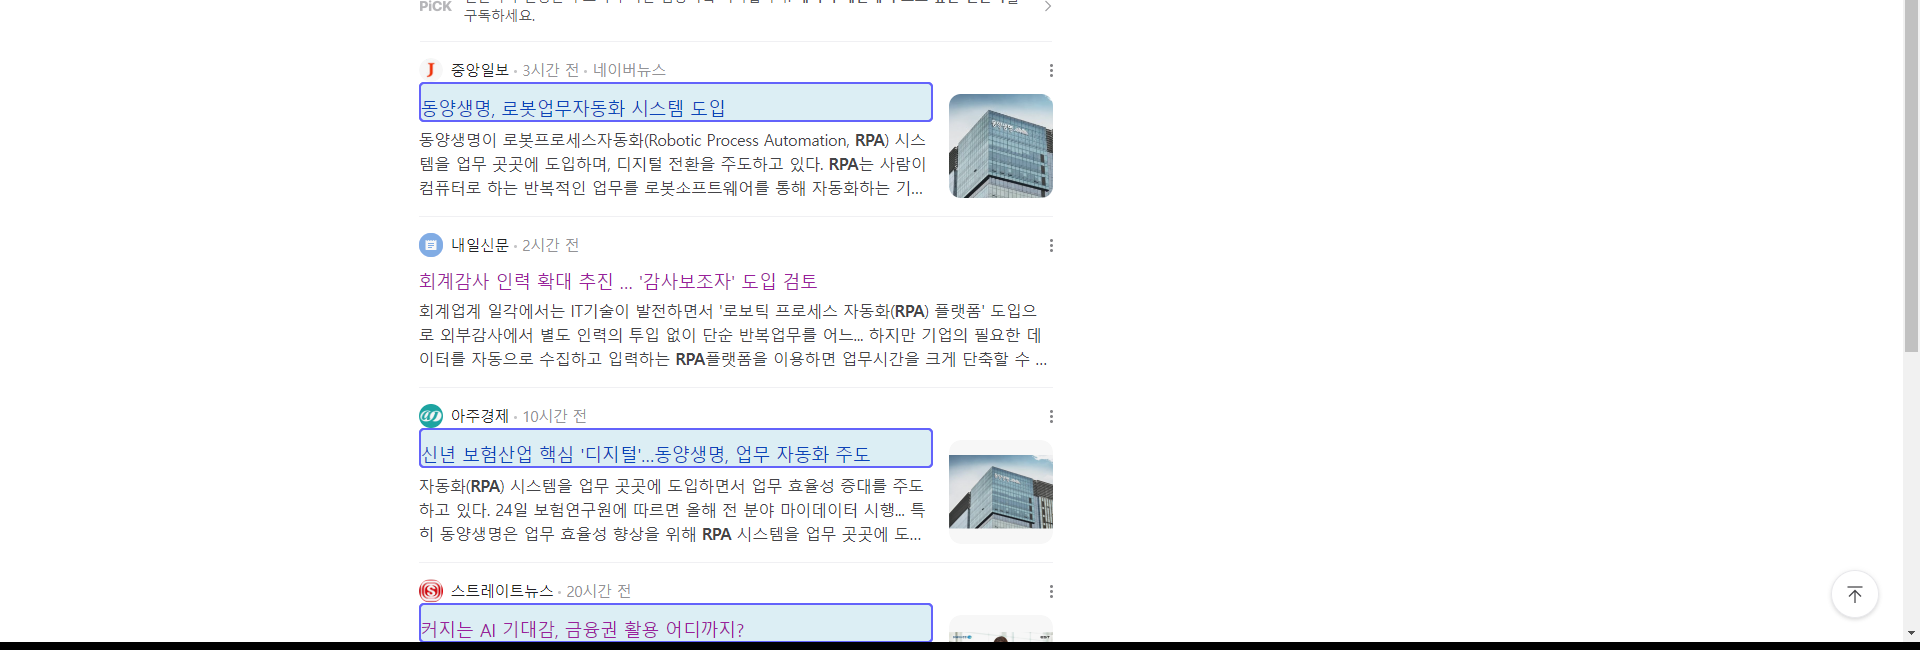 PiCK
구독하세요.
중앙일보 · 3시간 전 · 네이버뉴스
동양생명, 로봇업무자동화 시스템 도입
동양생명이 로봇프로세스자동화(Robotic Process Automation, RPA) 시스
템을 업무 곳곳에 도입하며, 디지털 전환을 주도하고 있다. RPA는 사람이
컴퓨터로 하는 반복적인 업무를 로봇소프트웨어를 통해 자동화하는 기...
내일신문 · 2시간 전
회계감사 인력 확대 추진 ... '감사보조자' 도입 검토
회계업계 일각에서는 IT기술이 발전하면서 '로보틱 프로세스 자동화(RPA) 플랫폼' 도입으
로 외부감사에서 별도 인력의 투입 없이 단순 반복업무를 어느... 하지만 기업의 필요한 데
이터를 자동으로 수집하고 입력하는 RPA플랫폼을 이용하면 업무시간을 크게 단축할 수 ...
아주경제 · 10시간 전
신년 보험산업 핵심 '디지털'...동양생명, 업무 자동화 주도
자동화(RPA) 시스템을 업무 곳곳에 도입하면서 업무 효율성 증대를 주도
하고 있다. 24일 보험연구원에 따르면 올해 전 분야 마이데이터 시행... 특
히 동양생명은 업무 효율성 향상을 위해 RPA 시스템을 업무 곳곳에 도...
스트레이트뉴스 · 20시간 전
커지는 AI 기대감, 금융권 활용 어디까지?